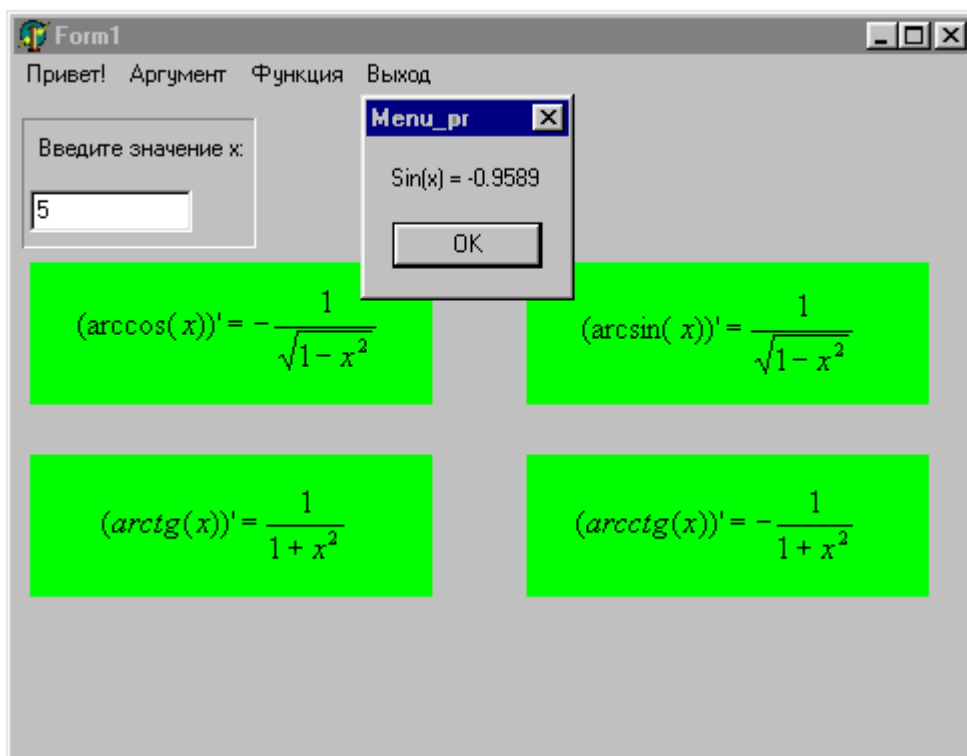 Form1
Привет! Аргумент Функция Выход
Введите значение x:
5
Menu_pr
Sin(x) = -0.9589
OK
(arccos( x))' = -1/√(1 - x²)
(arcsin( x))' = 1/√(1 - x²)
(arctg(x))' = 1/(1 + x²)
(arcctg(x))' = -1/(1 + x²)